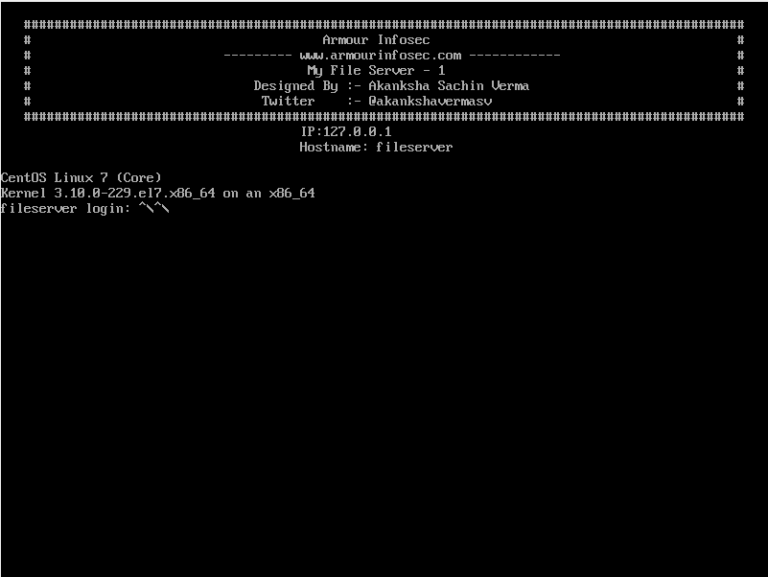 ###############################################################################################
# Armour Infosec #
# --------- www.armourinfosec.com ------------ #
# My File Server - 1 #
# Designed By :- Akanksha Sachin Verma #
# Twitter :- @akankshavermasv #
###############################################################################################
IP:127.0.0.1
Hostname: fileserver
CentOS Linux 7 (Core)
Kernel 3.10.0-229.el7.x86_64 on an x86_64
fileserver login: ^\^\